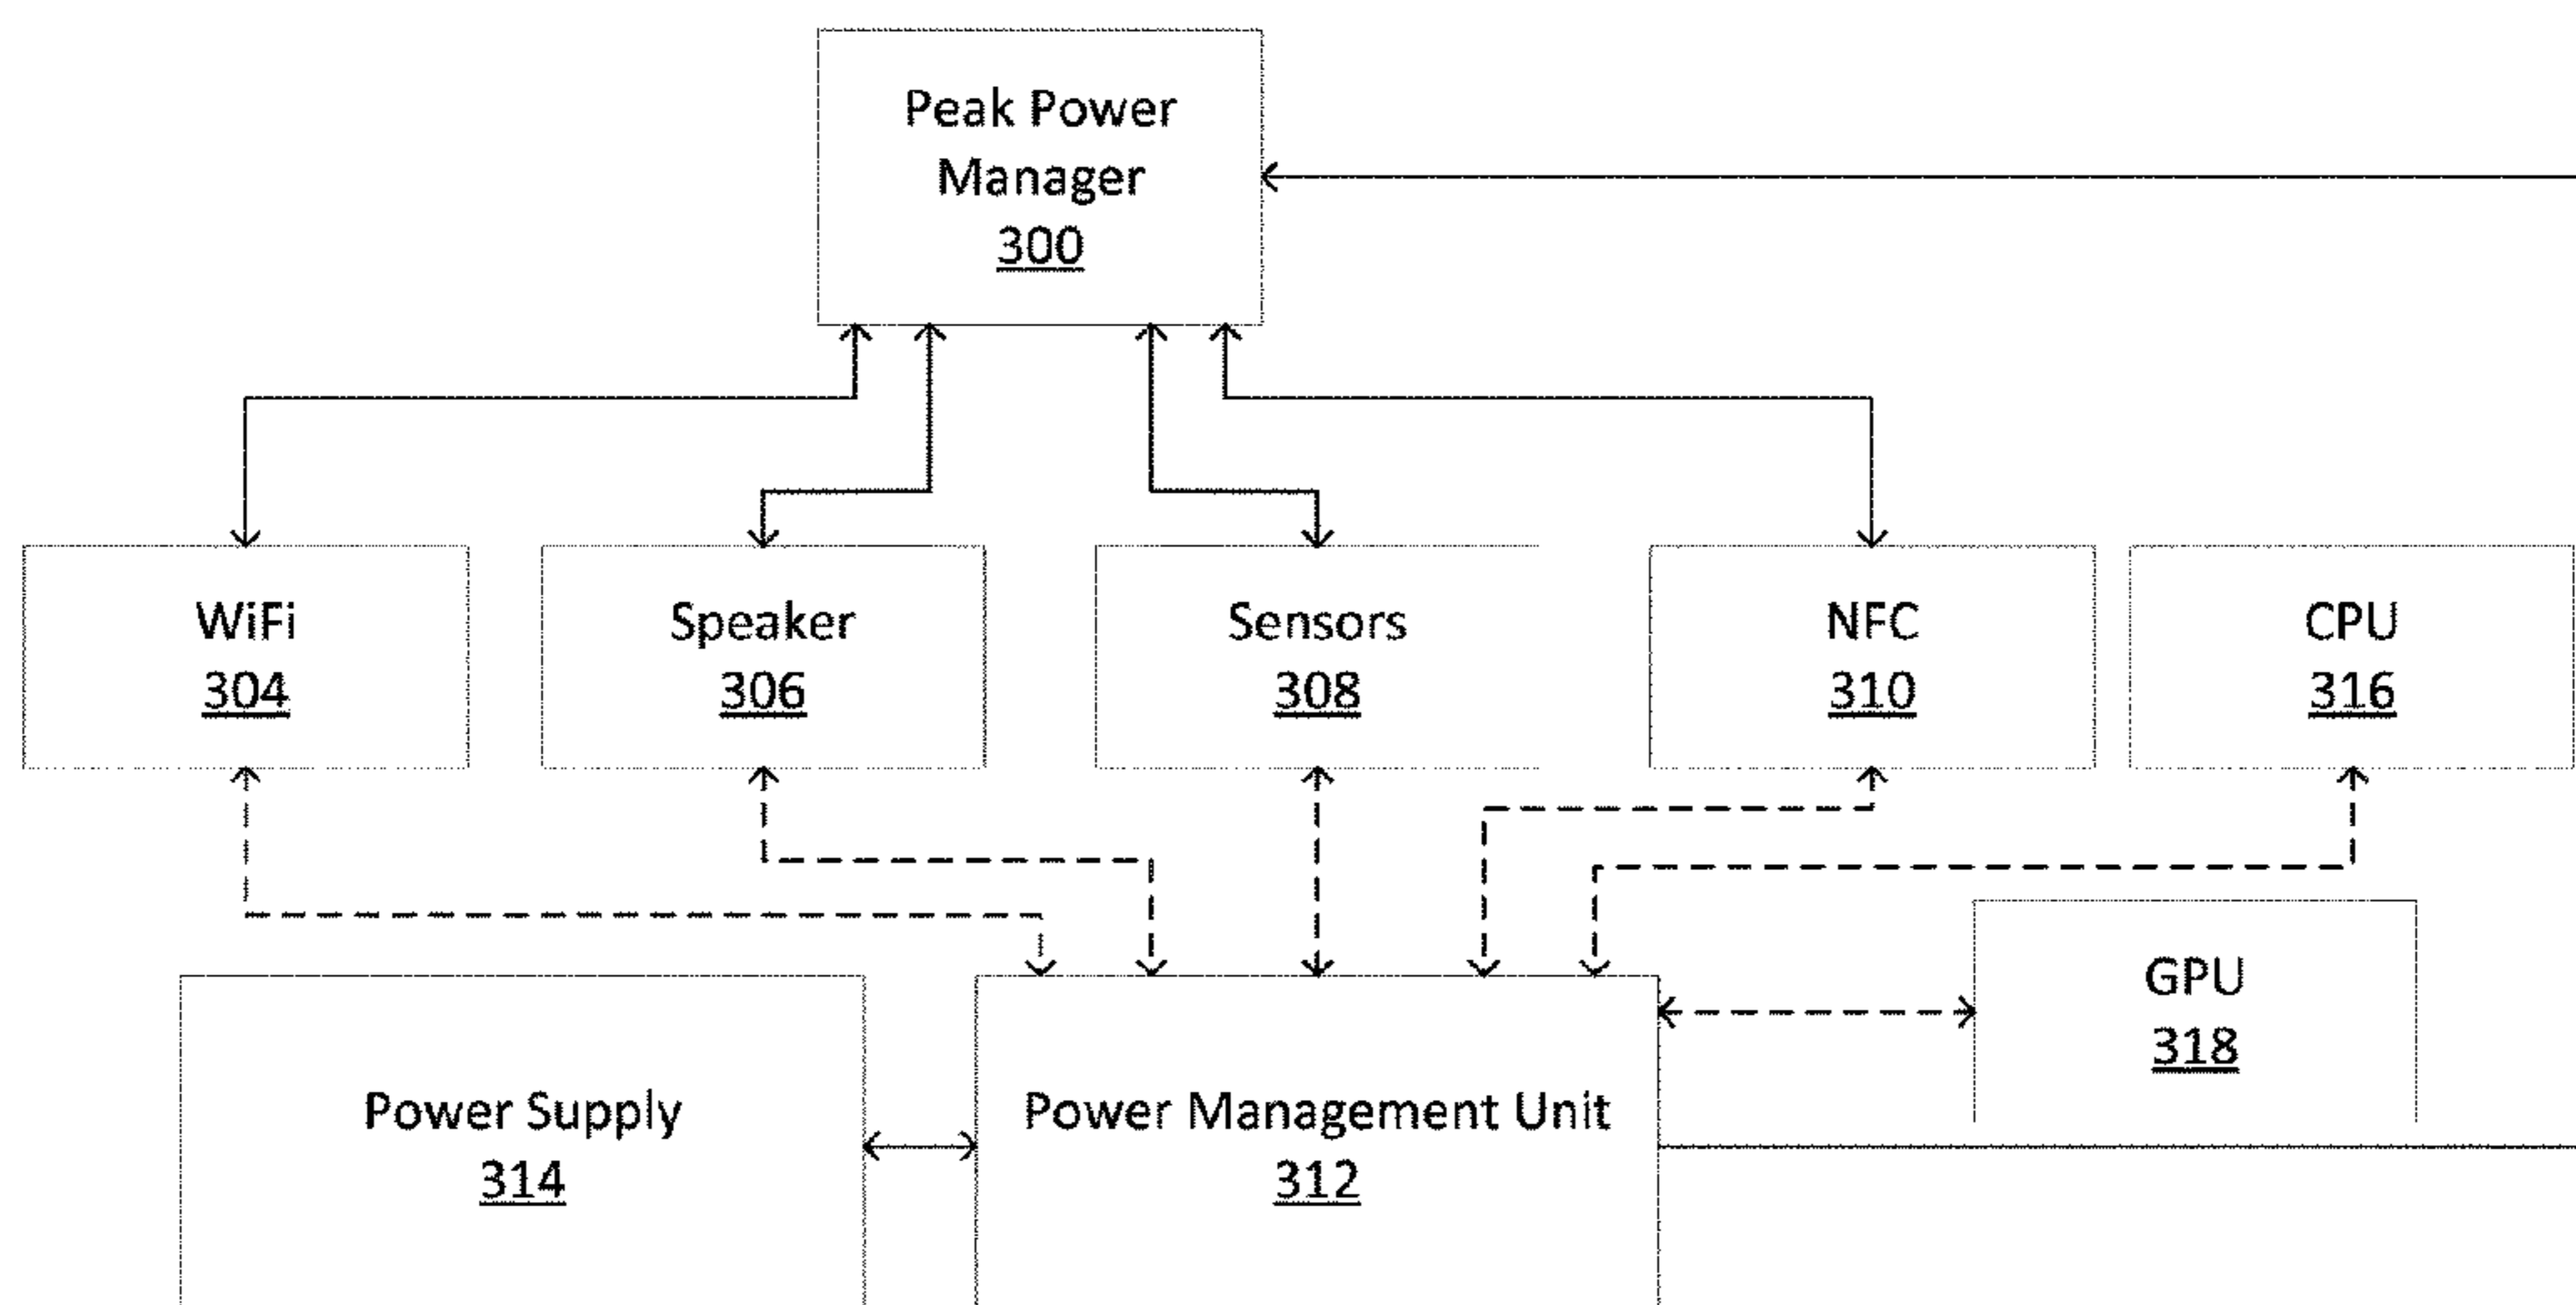 Peak Power
Manager
300
WiFi
304
Speaker
306
Sensors
308
NFC
310
CPU
316
GPU
318
Power Supply
314
Power Management Unit
312